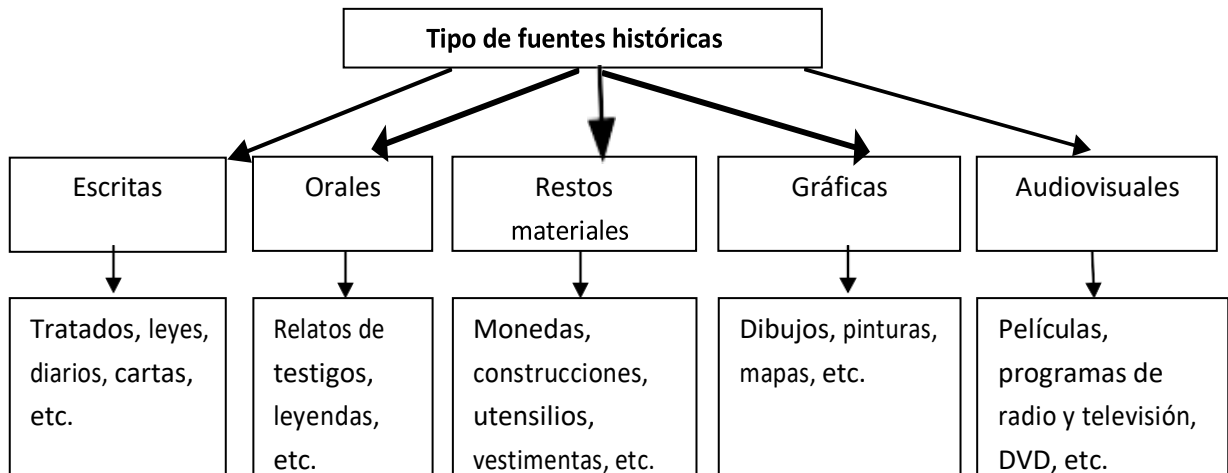 Tipo de fuentes históricas
Escritas
Orales
Restos
materiales
Gráficas
Audiovisuales
Tratados, leyes,
diarios, cartas,
etc.
Relatos de
testigos,
leyendas,
etc.
Monedas,
construcciones,
utensilios,
vestimentas, etc.
Dibujos, pinturas,
mapas, etc.
Películas,
programas de
radio y televisión,
DVD, etc.